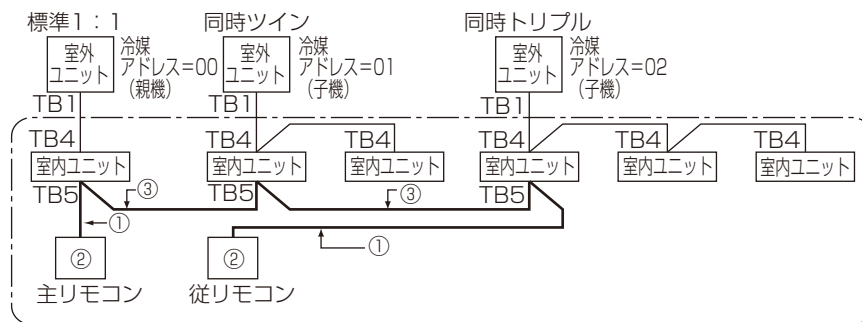 標準1：1
同時ツイン
同時トリプル
室外
ユニット
冷媒
アドレス=00
(親機)
室外
ユニット
冷媒
アドレス=01
(子機)
室外
ユニット
冷媒
アドレス=02
(子機)
TB1
TB1
TB1
TB4
TB4
TB4
TB4
TB4
TB4
室内ユニット
室内ユニット
室内ユニット
室内ユニット
室内ユニット
室内ユニット
TB5
TB5
TB5
③
③
①
①
②
②
主リモコン
従リモコン